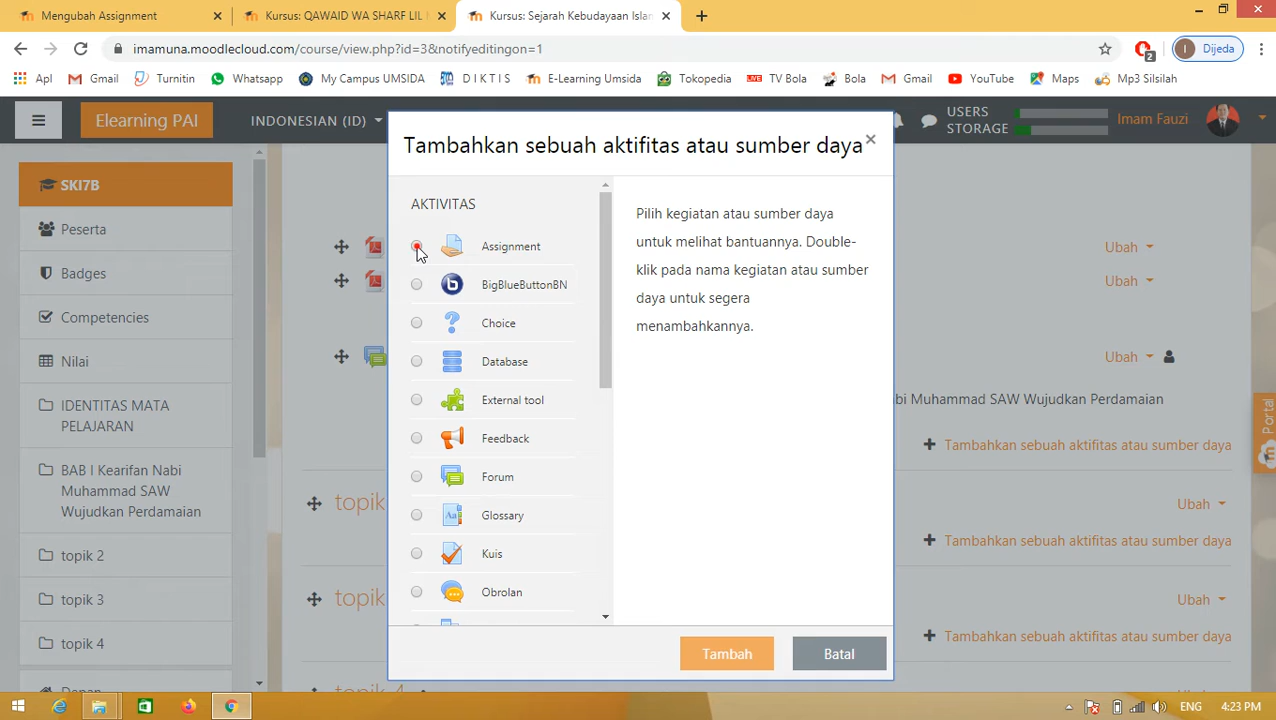 Mengubah Assignment
Kursus: QAWAID WA SHARF LIL
Kursus: Sejarah Kebudayaan Islam
imamuna.moodlecloud.com/course/view.php?id=3&notifyeditingon=1
2
I Dijeda
Apl Gmail Turnitin Whatsapp My Campus UMSIDA D I K T I S E-Learning Umsida Tokopedia LIVE TV Bola Bola Gmail YouTube Maps Mp3 Silsilah
Elearning PAI
INDONESIAN (ID)
USERS
STORAGE
Imam Fauzi
SKI7B
Peserta
Badges
Competencies
Nilai
IDENTITAS MATA
PELAJARAN
BAB I Kearifan Nabi
Muhammad SAW
Wujudkan Perdamaian
topik 2
topik 3
topik 4
Depan
Tambahkan sebuah aktifitas atau sumber daya
×
AKTIVITAS
Assignment
BigBlueButtonBN
Choice
Database
External tool
Feedback
Forum
Glossary
Kuis
Obrolan
Pilih kegiatan atau sumber daya
untuk melihat bantuannya. Double-
klik pada nama kegiatan atau sumber
daya untuk segera
menambahkannya.
Tambah
Batal
Ubah
Ubah
Ubah
bi Muhammad SAW Wujudkan Perdamaian
Tambahkan sebuah aktifitas atau sumber daya
topik
Ubah
Tambahkan sebuah aktifitas atau sumber daya
topik
Ubah
Tambahkan sebuah aktifitas atau sumber daya
topik 4
Ubah
Portal
ENG
4:23 PM